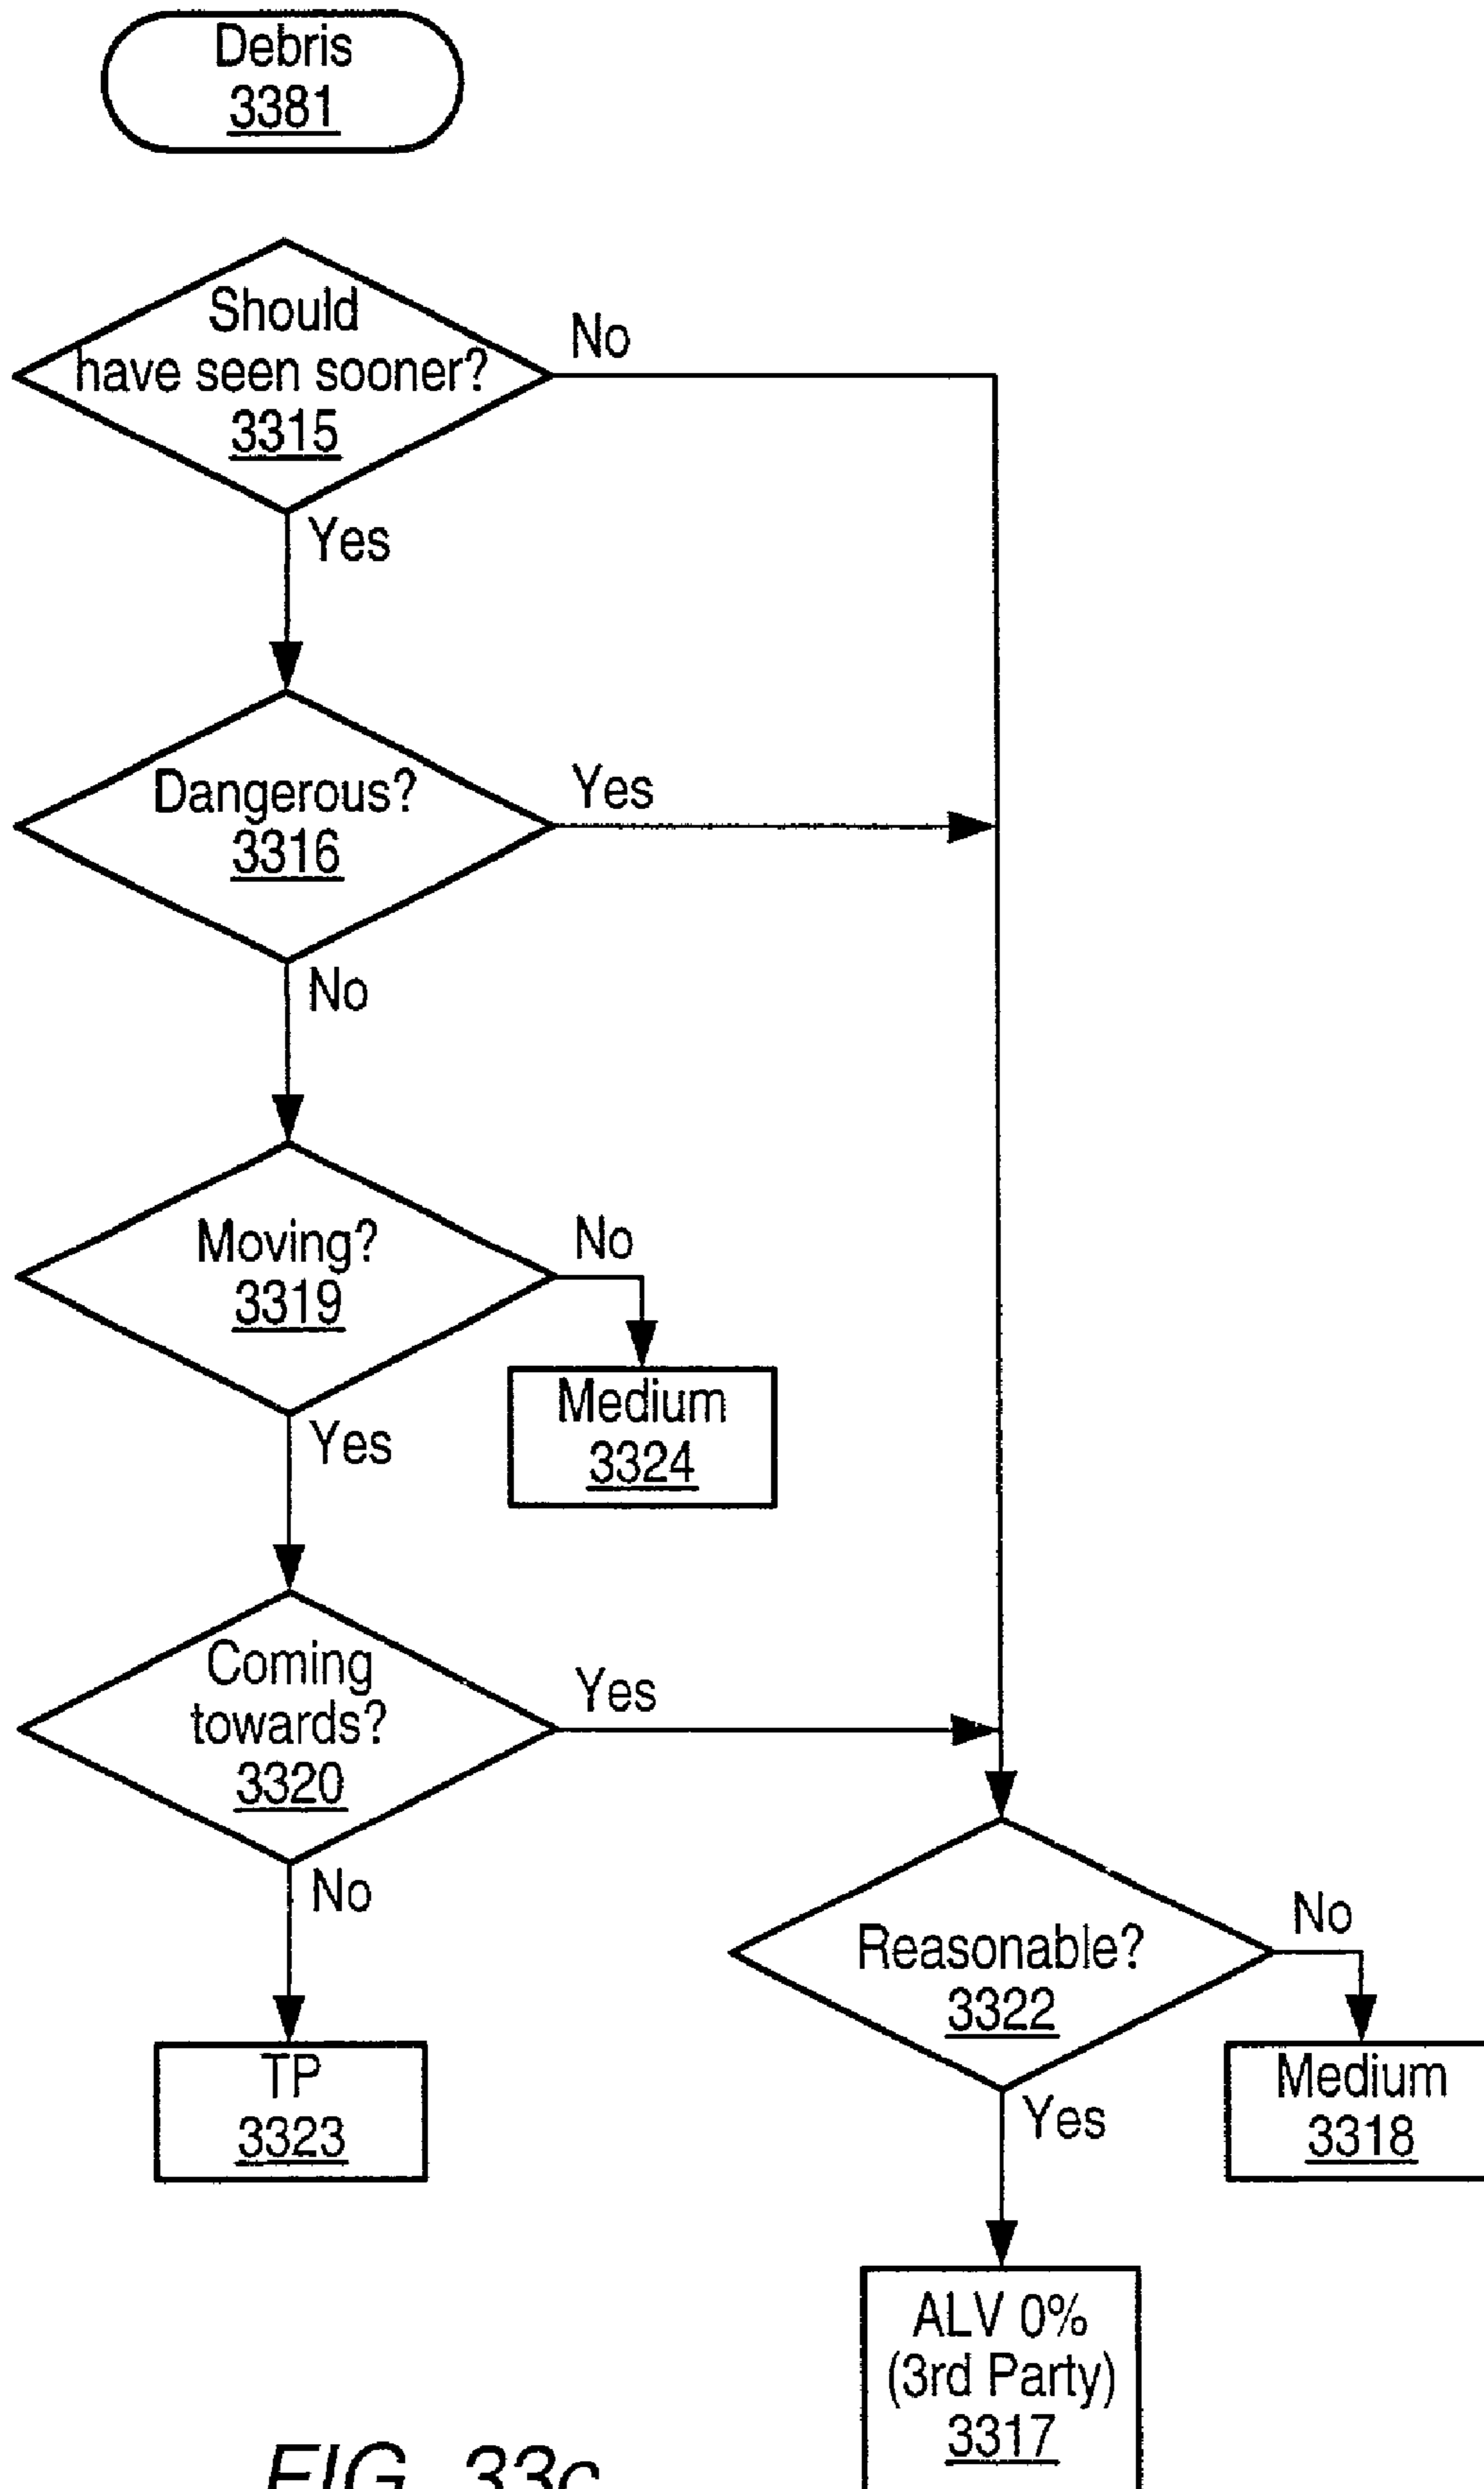 Debris
3381
Should
have seen sooner?
3315
No
Yes
Dangerous?
3316
Yes
No
Moving?
3319
No
Medium
3324
Yes
Coming
towards?
3320
Yes
No
TP
3323
Reasonable?
3322
No
Medium
3318
Yes
ALV 0%
(3rd Party)
3317
FIG. 33c